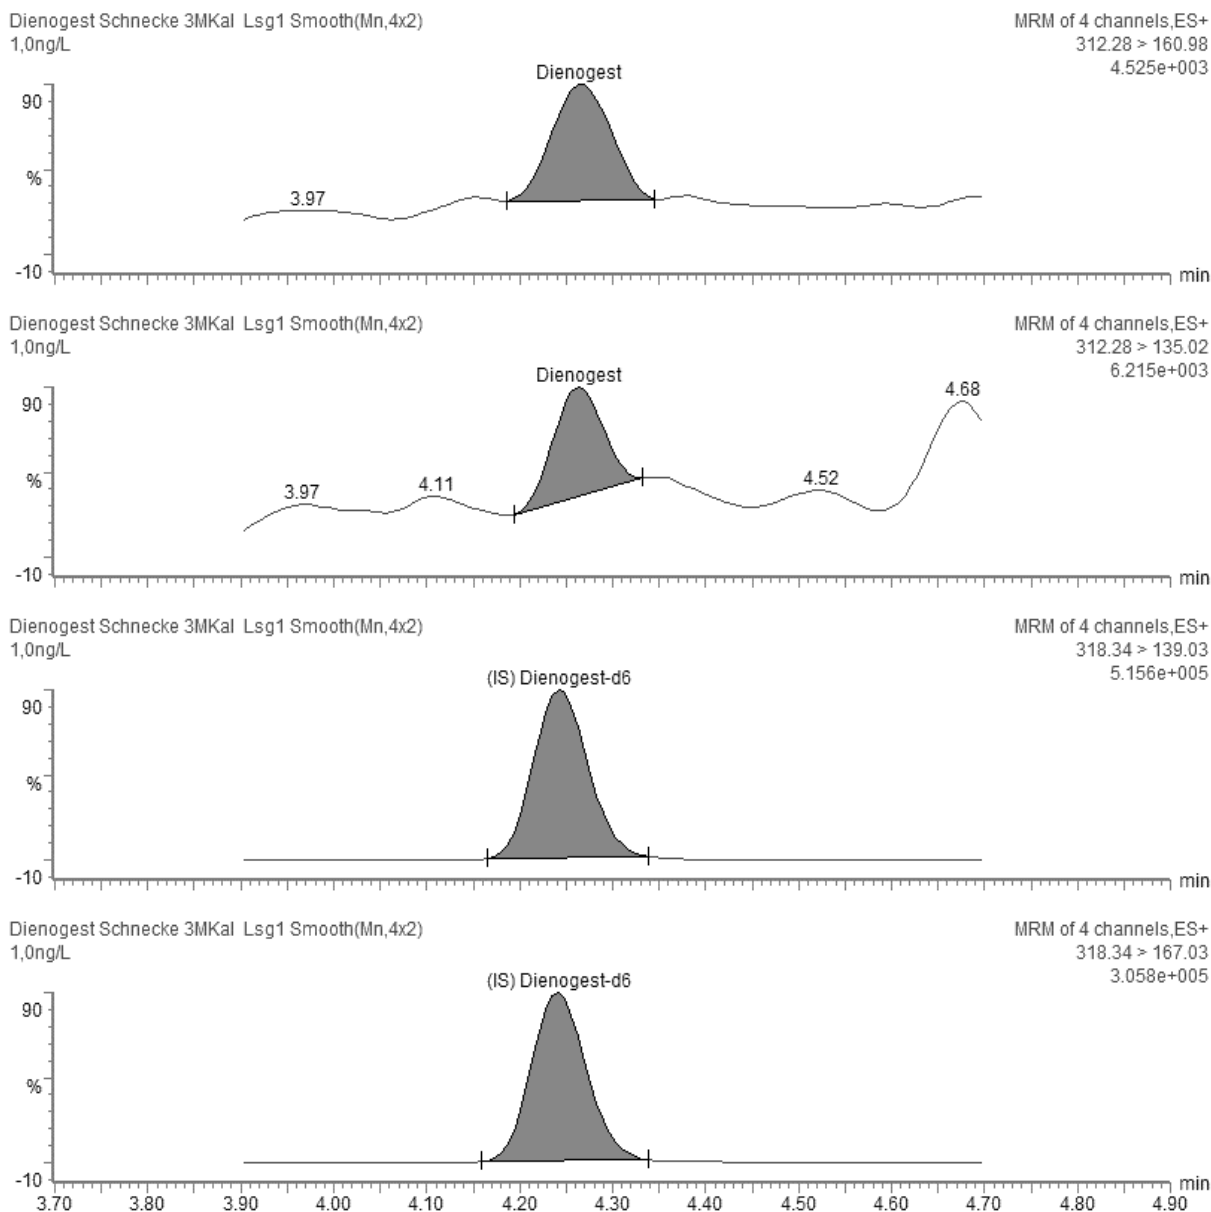 Dienogest Schnecke 3MKal Lsg1 Smooth(Mn,4x2) MRM of 4 channels,ES+
1,0ng/L 312.28 > 160.98
4.525e+003
Dienogest
90
3.97
%
-10
min
Dienogest Schnecke 3MKal Lsg1 Smooth(Mn,4x2) MRM of 4 channels,ES+
1,0ng/L 312.28 > 135.02
6.215e+003
Dienogest
90
4.68
%
3.97 4.11 4.52
-10
min
Dienogest Schnecke 3MKal Lsg1 Smooth(Mn,4x2) MRM of 4 channels,ES+
1,0ng/L 318.34 > 139.03
5.156e+005
(IS) Dienogest-d6
90
%
-10
min
Dienogest Schnecke 3MKal Lsg1 Smooth(Mn,4x2) MRM of 4 channels,ES+
1,0ng/L 318.34 > 167.03
3.058e+005
(IS) Dienogest-d6
90
%
-10
min
3.70 3.80 3.90 4.00 4.10 4.20 4.30 4.40 4.50 4.60 4.70 4.80 4.90